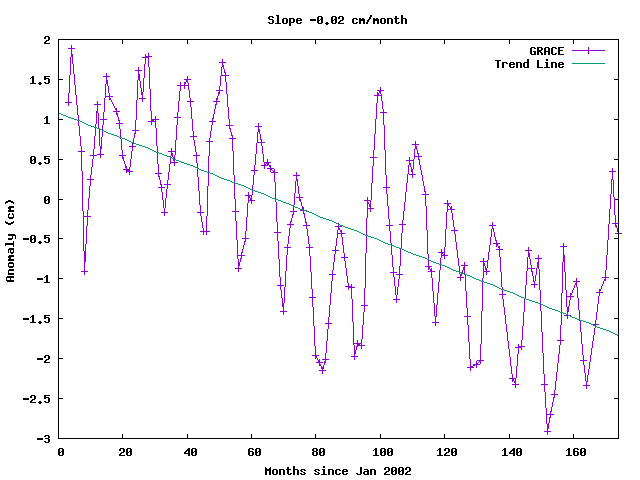 Slope -0.02 cm/month
GRACE
Trend Line
2
1.5
1
0.5
0
-0.5
-1
-1.5
-2
-2.5
-3
Anomaly (cm)
0 20 40 60 80 100 120 140 160
Months since Jan 2002